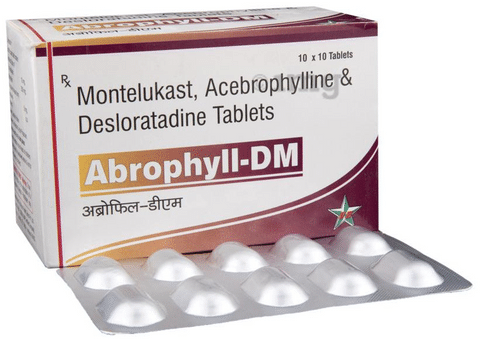 10 x 10 Tablets
Rx
Montelukast, Acebrophylline &
Desloratadine Tablets
Abrophyll-DM
अब्रोफिल-डीएम